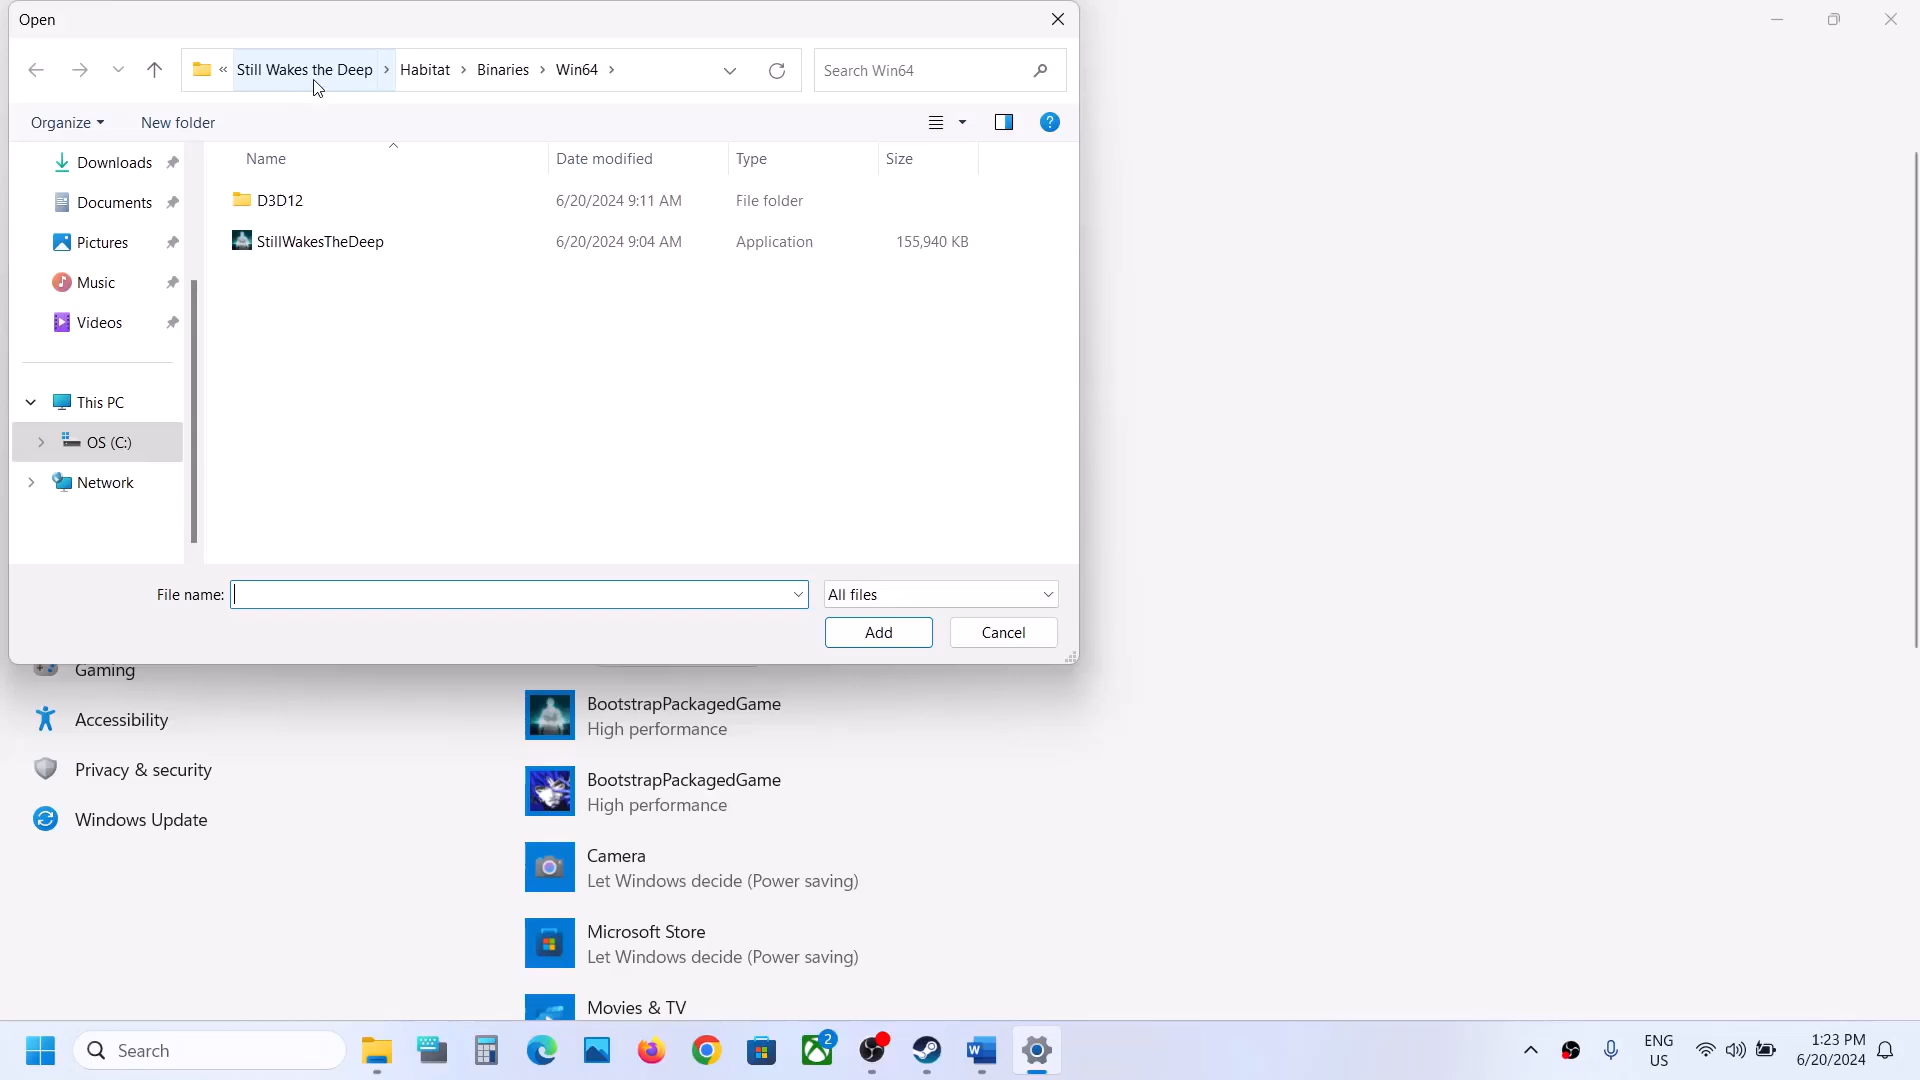 Open
« Still Wakes the Deep > Habitat > Binaries > Win64 >
Search Win64
Organize
New folder
?
Name
Date modified
Type
Size
Downloads
D3D12
6/20/2024 9:11 AM
File folder
Documents
StillWakesTheDeep
6/20/2024 9:04 AM
Application
155,940 KB
Pictures
Music
Videos
This PC
OS (C:)
Network
File name:
All files
Add
Cancel
Gaming
Accessibility
Privacy & security
Windows Update
BootstrapPackagedGame
High performance
BootstrapPackagedGame
High performance
Camera
Let Windows decide (Power saving)
Microsoft Store
Let Windows decide (Power saving)
Movies & TV
Search
2
W
ENG
US
1:23 PM
6/20/2024